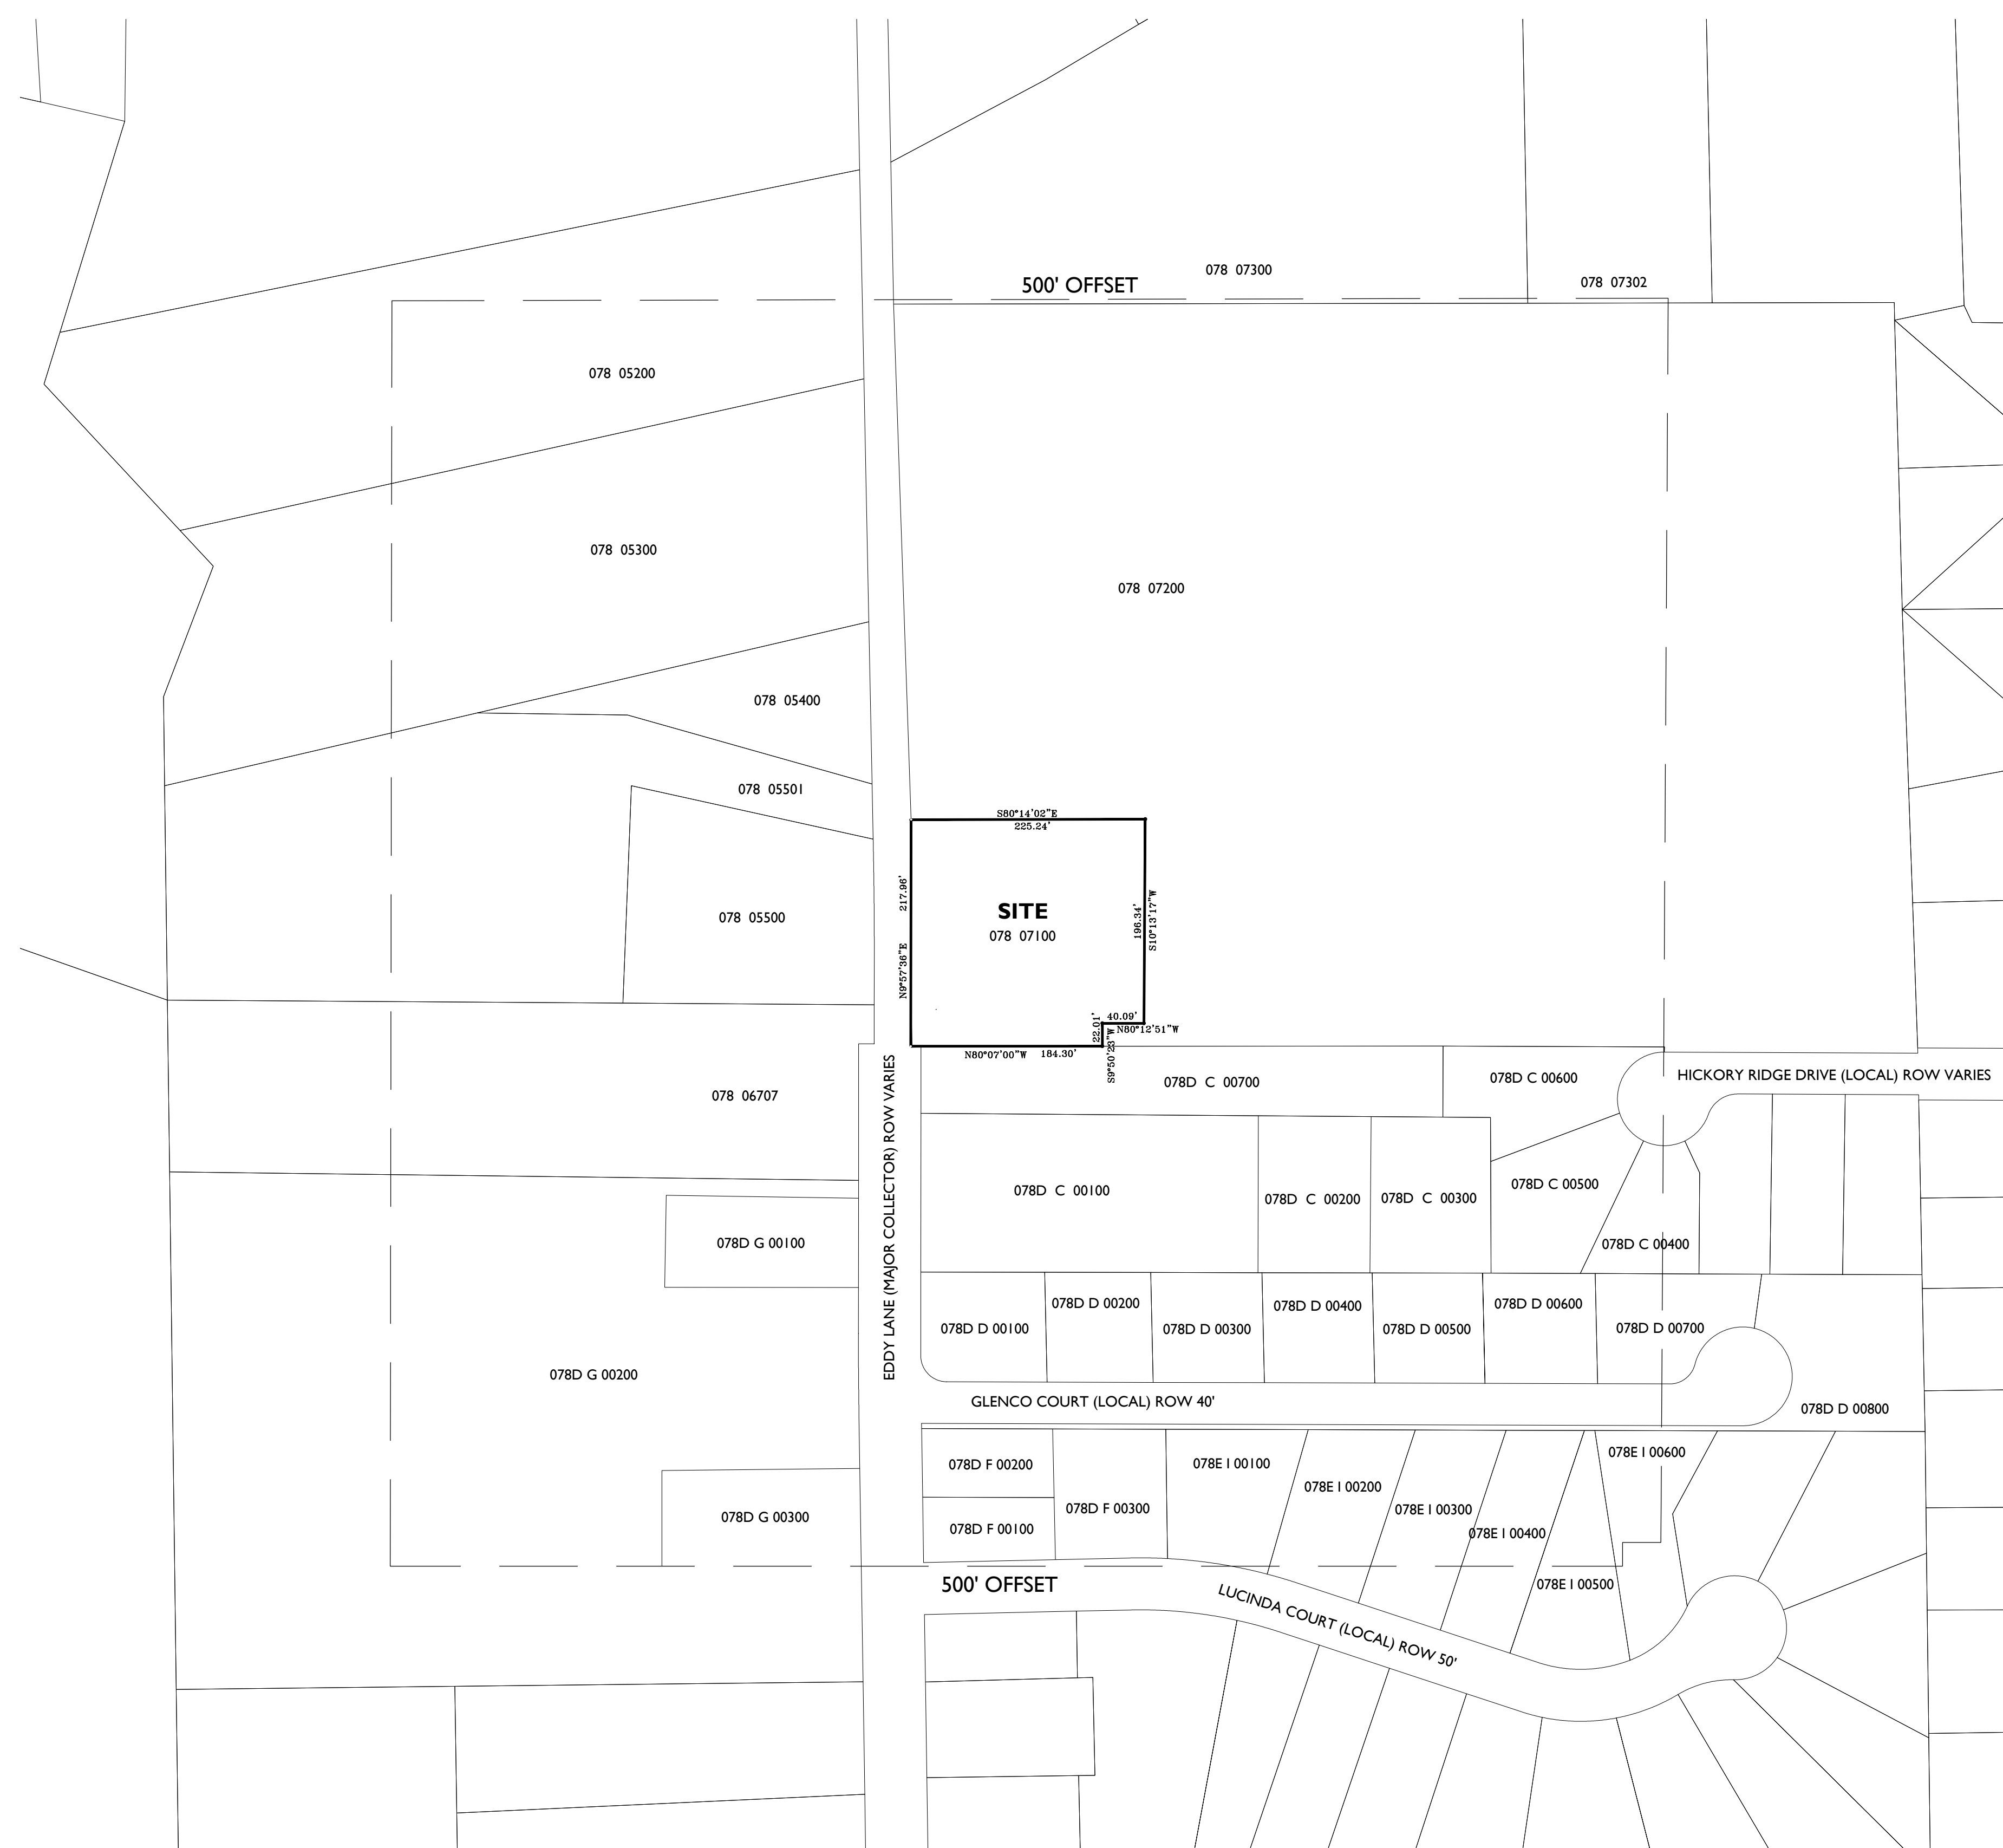 078 07300
500' OFFSET
078 07302
078 05200
078 05300
078 07200
078 05400
078 05501
S80°14'02"E
225.24'
217.96'
N9°57'36"E
SITE
078 07100
196.34'
S10°13'17"W
078 05500
40.09'
N80°12'51"W
22.01'
S9°50'23"W
N80°07'00"W 184.30'
EDDY LANE (MAJOR COLLECTOR) ROW VARIES
HICKORY RIDGE DRIVE (LOCAL) ROW VARIES
078D C 00700
078D C 00600
078 06707
078D C 00100
078D C 00200
078D C 00300
078D C 00500
078D C 00400
078D G 00100
078D D 00100
078D D 00200
078D D 00300
078D D 00400
078D D 00500
078D D 00600
078D D 00700
078D G 00200
GLENCO COURT (LOCAL) ROW 40'
078D D 00800
078D F 00200
078D F 00300
078D F 00100
078E I 00100
078E I 00200
078E I 00300
078E I 00400
078E I 00600
078D G 00300
500' OFFSET
078E I 00500
LUCINDA COURT (LOCAL) ROW 50'